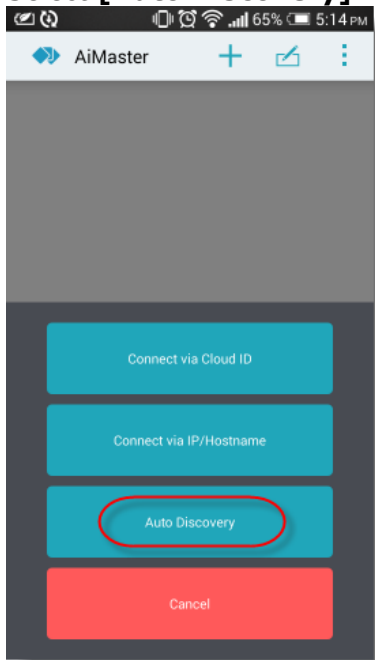 65% 5:14 PM
AiMaster
Connect via Cloud ID
Connect via IP/Hostname
Auto Discovery
Cancel